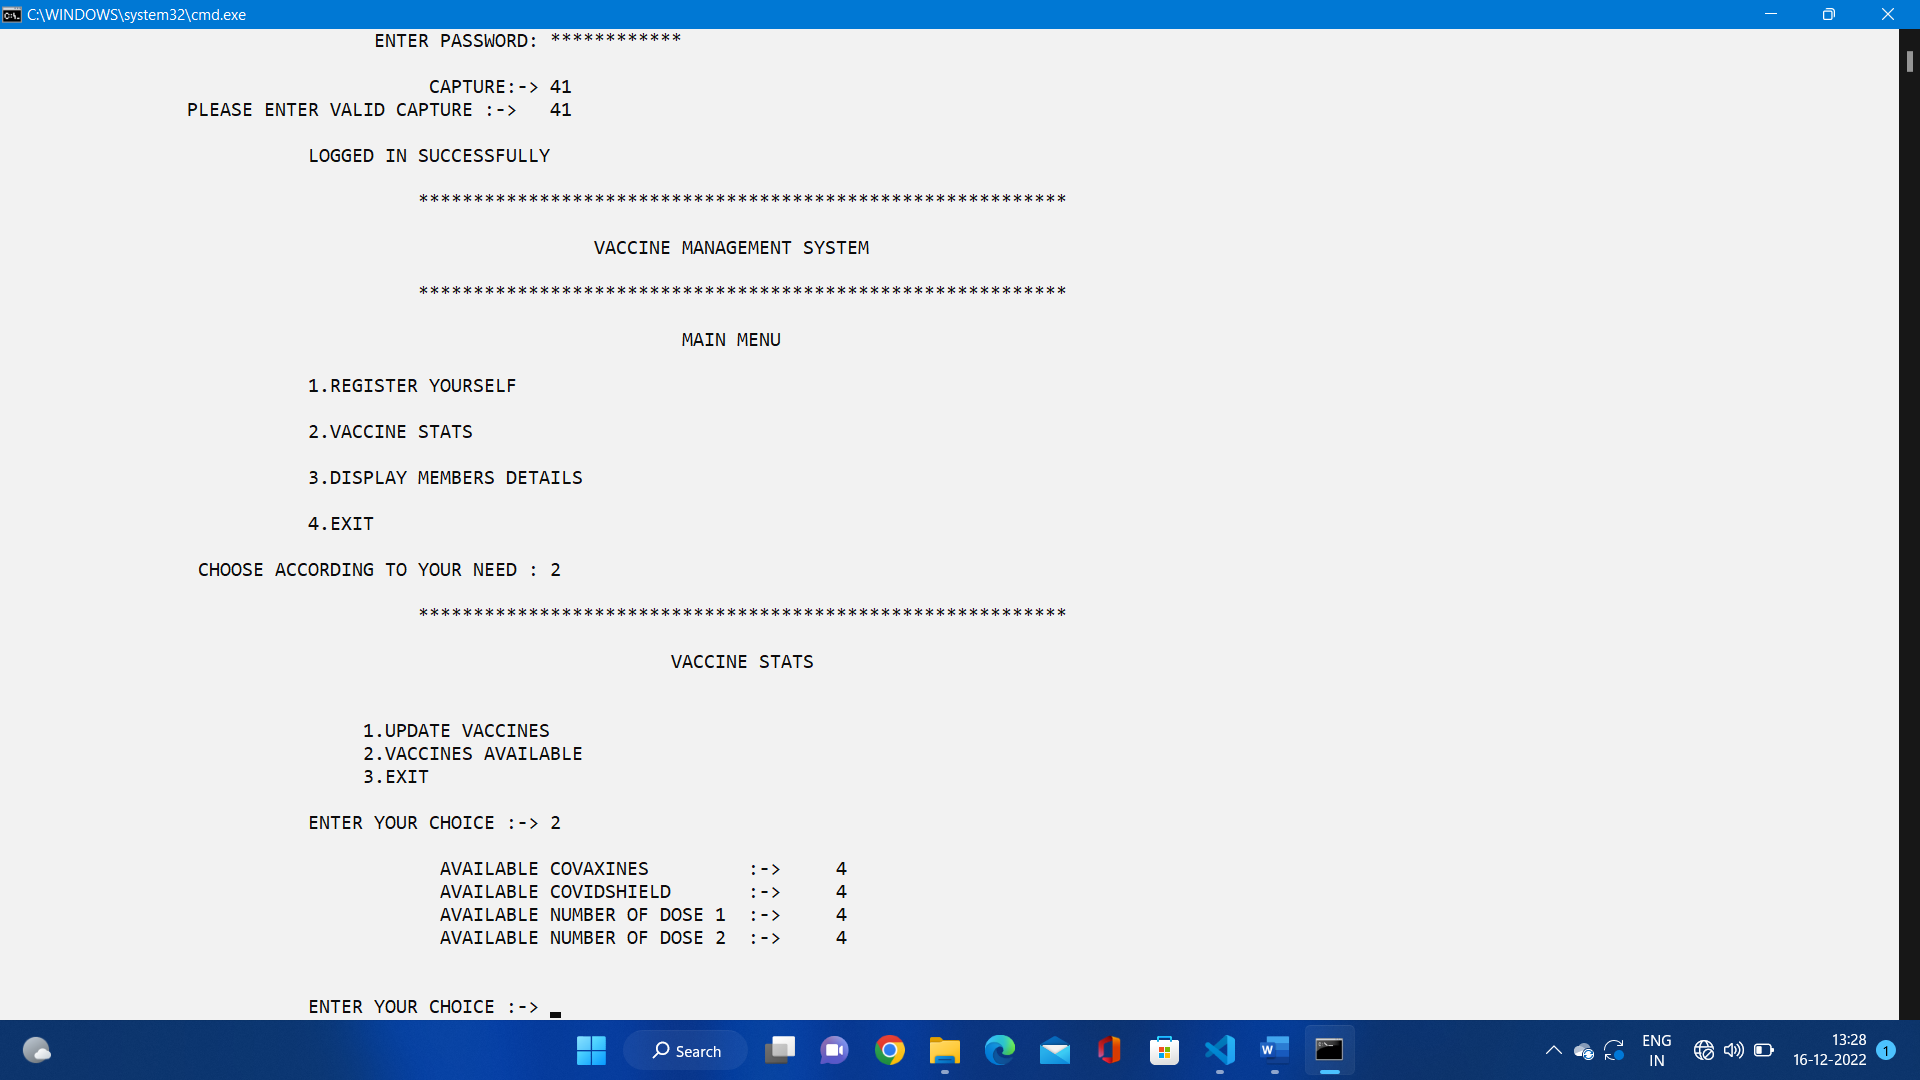 C:\WINDOWS\system32\cmd.exe
ENTER PASSWORD: ************
CAPTURE:-> 41
PLEASE ENTER VALID CAPTURE :-> 41
LOGGED IN SUCCESSFULLY
***********************************************************
VACCINE MANAGEMENT SYSTEM
***********************************************************
MAIN MENU
1.REGISTER YOURSELF
2.VACCINE STATS
3.DISPLAY MEMBERS DETAILS
4.EXIT
CHOOSE ACCORDING TO YOUR NEED : 2
***********************************************************
VACCINE STATS
1.UPDATE VACCINES
2.VACCINES AVAILABLE
3.EXIT
ENTER YOUR CHOICE :-> 2
AVAILABLE COVAXINES :-> 4
AVAILABLE COVIDSHIELD :-> 4
AVAILABLE NUMBER OF DOSE 1 :-> 4
AVAILABLE NUMBER OF DOSE 2 :-> 4
ENTER YOUR CHOICE :->
Search
ENG
IN
13:28
16-12-2022
1